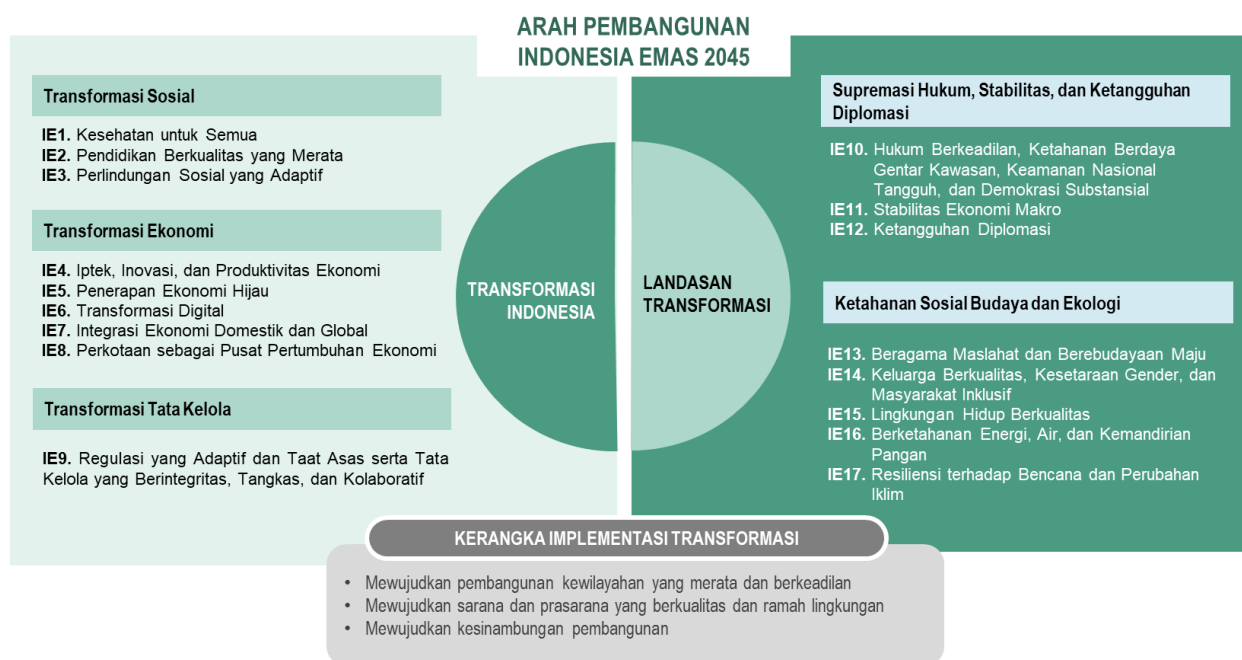 ARAH PEMBANGUNAN
INDONESIA EMAS 2045
Transformasi Sosial
IE1. Kesehatan untuk Semua
IE2. Pendidikan Berkualitas yang Merata
IE3. Perlindungan Sosial yang Adaptif
Transformasi Ekonomi
IE4. Iptek, Inovasi, dan Produktivitas Ekonomi
IE5. Penerapan Ekonomi Hijau
IE6. Transformasi Digital
IE7. Integrasi Ekonomi Domestik dan Global
IE8. Perkotaan sebagai Pusat Pertumbuhan Ekonomi
Transformasi Tata Kelola
IE9. Regulasi yang Adaptif dan Taat Asas serta Tata
Kelola yang Berintegritas, Tangkas, dan Kolaboratif
TRANSFORMASI
INDONESIA
LANDASAN
TRANSFORMASI
Supremasi Hukum, Stabilitas, dan Ketangguhan
Diplomasi
IE10. Hukum Berkeadilan, Ketahanan Berdaya
Gentar Kawasan, Keamanan Nasional
Tangguh, dan Demokrasi Substansial
IE11. Stabilitas Ekonomi Makro
IE12. Ketangguhan Diplomasi
Ketahanan Sosial Budaya dan Ekologi
IE13. Beragama Maslahat dan Berebudayaan Maju
IE14. Keluarga Berkualitas, Kesetaraan Gender, dan
Masyarakat Inklusif
IE15. Lingkungan Hidup Berkualitas
IE16. Berketahanan Energi, Air, dan Kemandirian
Pangan
IE17. Resiliensi terhadap Bencana dan Perubahan
Iklim
KERANGKA IMPLEMENTASI TRANSFORMASI
• Mewujudkan pembangunan kewilayahan yang merata dan berkeadilan
• Mewujudkan sarana dan prasarana yang berkualitas dan ramah lingkungan
• Mewujudkan kesinambungan pembangunan